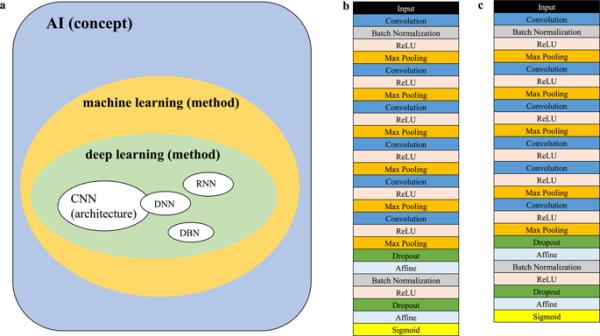 a
AI (concept)
machine learning (method)
deep learning (method)
CNN
(architecture)
DNN
RNN
DBN
b
Input
Convolution
Batch Normalization
ReLU
Max Pooling
Convolution
ReLU
Max Pooling
Convolution
ReLU
Max Pooling
Convolution
ReLU
Max Pooling
Convolution
ReLU
Max Pooling
Convolution
ReLU
Max Pooling
Dropout
Affine
Batch Normalization
ReLU
Dropout
Affine
Sigmoid
c
Input
Convolution
Batch Normalization
ReLU
Max Pooling
Convolution
ReLU
Max Pooling
Convolution
ReLU
Max Pooling
Convolution
ReLU
Convolution
ReLU
Max Pooling
Convolution
ReLU
Max Pooling
Dropout
Affine
Batch Normalization
ReLU
Dropout
Affine
Sigmoid